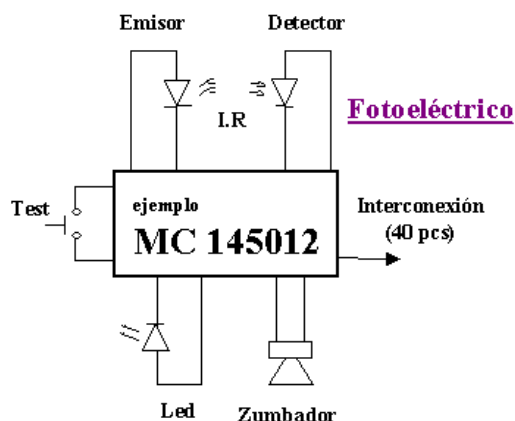 Emisor
Detector
I.R
Fotoeléctrico
Test
ejemplo
MC 145012
Interconexión
(40 pcs)
Led
Zumbador